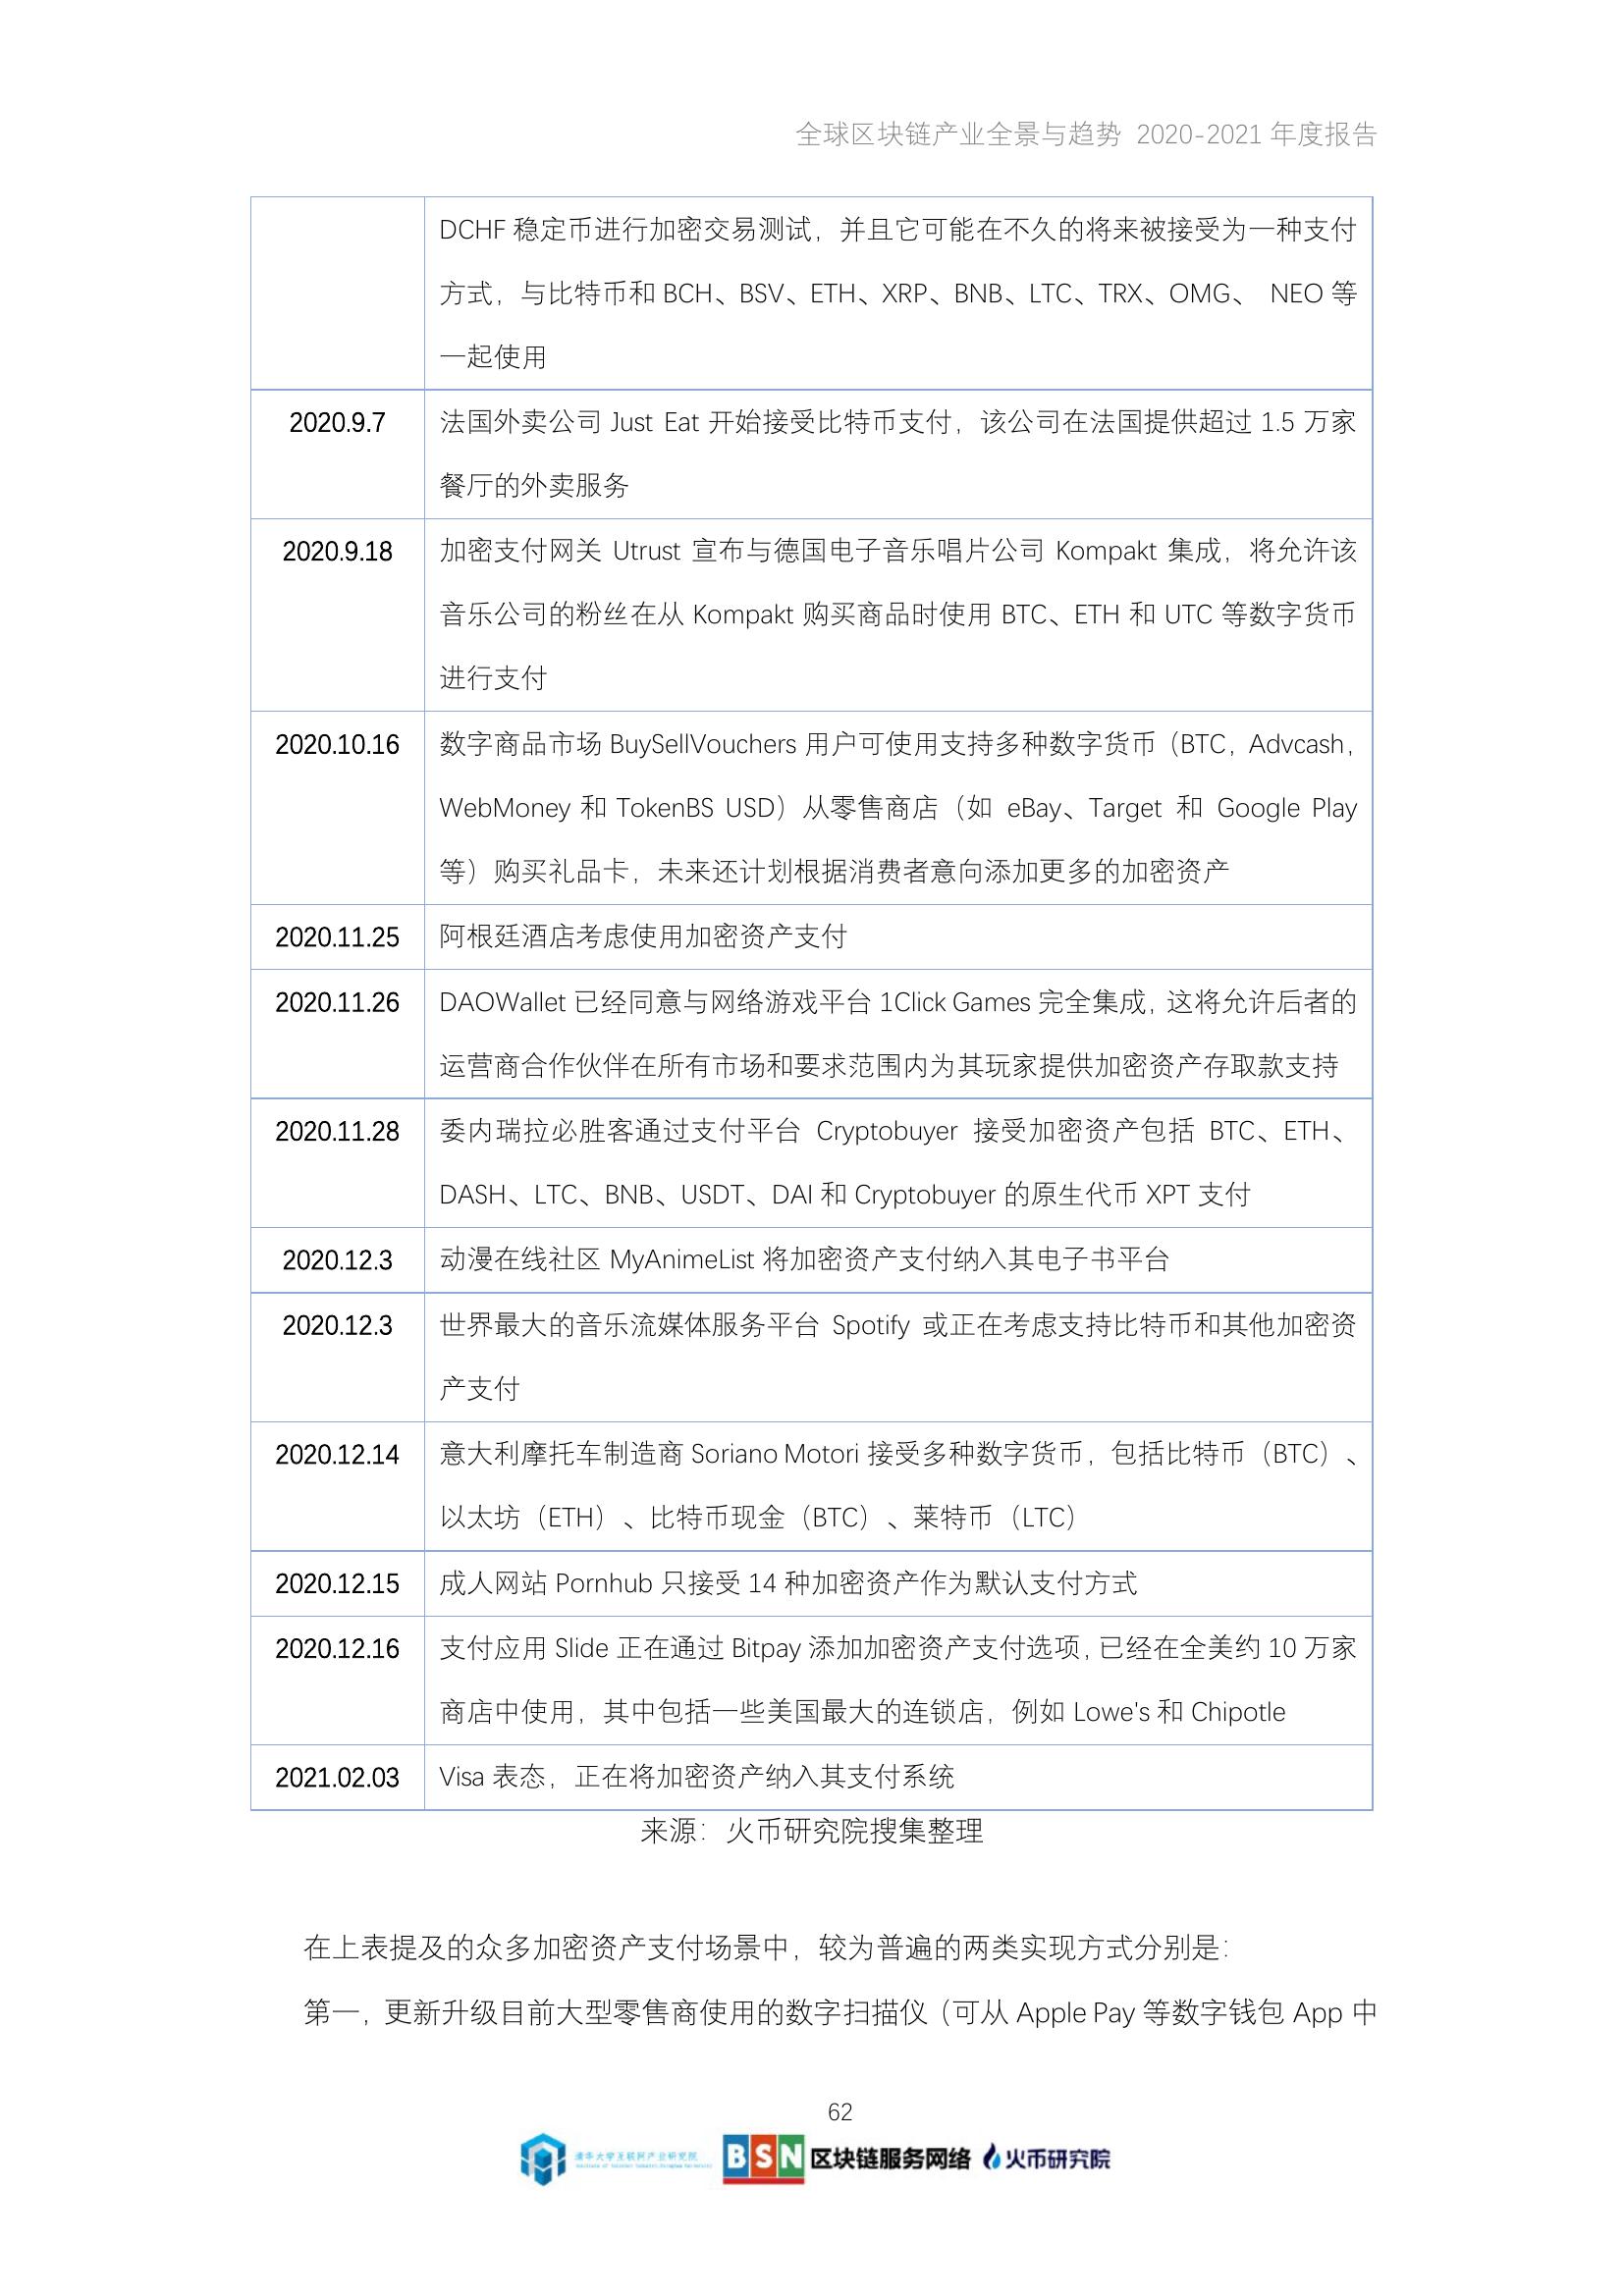 全球区块链产业全景与趋势 2020-2021 年度报告
DCHF 稳定币进行加密交易测试，并且它可能在不久的将来被接受为一种支付
方式，与比特币和 BCH、BSV、ETH、XRP、BNB、LTC、TRX、OMG、 NEO 等
一起使用
2020.9.7
法国外卖公司 Just Eat 开始接受比特币支付，该公司在法国提供超过 1.5 万家
餐厅的外卖服务
2020.9.18
加密支付网关 Utrust 宣布与德国电子音乐唱片公司 Kompakt 集成，将允许该
音乐公司的粉丝在从 Kompakt 购买商品时使用 BTC、ETH 和 UTC 等数字货币
进行支付
2020.10.16
数字商品市场 BuySellVouchers 用户可使用支持多种数字货币（BTC，Advcash，
WebMoney 和 TokenBS USD）从零售商店（如 eBay、Target 和 Google Play
等）购买礼品卡，未来还计划根据消费者意向添加更多的加密资产
2020.11.25
阿根廷酒店考虑使用加密资产支付
2020.11.26
DAOWallet 已经同意与网络游戏平台 1Click Games 完全集成，这将允许后者的
运营商合作伙伴在所有市场和要求范围内为其玩家提供加密资产存取款支持
2020.11.28
委内瑞拉必胜客通过支付平台 Cryptobuyer 接受加密资产包括 BTC、ETH、
DASH、LTC、BNB、USDT、DAI 和 Cryptobuyer 的原生代币 XPT 支付
2020.12.3
动漫在线社区 MyAnimeList 将加密资产支付纳入其电子书平台
2020.12.3
世界最大的音乐流媒体服务平台 Spotify 或正在考虑支持比特币和其他加密资
产支付
2020.12.14
意大利摩托车制造商 Soriano Motori 接受多种数字货币，包括比特币（BTC）、
以太坊（ETH）、比特币现金（BTC）、莱特币（LTC）
2020.12.15
成人网站 Pornhub 只接受 14 种加密资产作为默认支付方式
2020.12.16
支付应用 Slide 正在通过 Bitpay 添加加密资产支付选项，已经在全美约 10 万家
商店中使用，其中包括一些美国最大的连锁店，例如 Lowe's 和 Chipotle
2021.02.03
Visa 表态，正在将加密资产纳入其支付系统
来源：火币研究院搜集整理
在上表提及的众多加密资产支付场景中，较为普遍的两类实现方式分别是：
第一，更新升级目前大型零售商使用的数字扫描仪（可从 Apple Pay 等数字钱包 App 中
62
清华大学互联网产业研究院
BSN 区块链服务网络 火币研究院